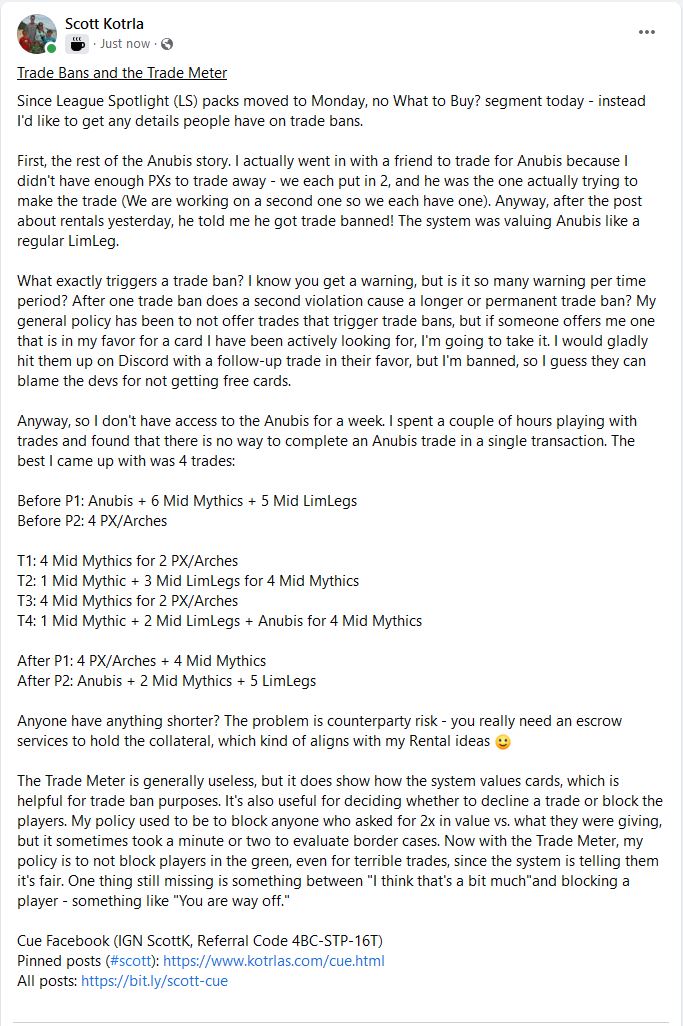 Scott Kotrla
· Just now ·
Trade Bans and the Trade Meter
Since League Spotlight (LS) packs moved to Monday, no What to Buy? segment today - instead
I'd like to get any details people have on trade bans.
First, the rest of the Anubis story. I actually went in with a friend to trade for Anubis because I
didn't have enough PXs to trade away - we each put in 2, and he was the one actually trying to
make the trade (We are working on a second one so we each have one). Anyway, after the post
about rentals yesterday, he told me he got trade banned! The system was valuing Anubis like a
regular LimLeg.
What exactly triggers a trade ban? I know you get a warning, but is it so many warning per time
period? After one trade ban does a second violation cause a longer or permanent trade ban? My
general policy has been to not offer trades that trigger trade bans, but if someone offers me one
that is in my favor for a card I have been actively looking for, I'm going to take it. I would gladly
hit them up on Discord with a follow-up trade in their favor, but I'm banned, so I guess they can
blame the devs for not getting free cards.
Anyway, so I don't have access to the Anubis for a week. I spent a couple of hours playing with
trades and found that there is no way to complete an Anubis trade in a single transaction. The
best I came up with was 4 trades:
Before P1: Anubis + 6 Mid Mythics + 5 Mid LimLegs
Before P2: 4 PX/Arches
T1: 4 Mid Mythics for 2 PX/Arches
T2: 1 Mid Mythic + 3 Mid LimLegs for 4 Mid Mythics
T3: 4 Mid Mythics for 2 PX/Arches
T4: 1 Mid Mythic + 2 Mid LimLegs + Anubis for 4 Mid Mythics
After P1: 4 PX/Arches + 4 Mid Mythics
After P2: Anubis + 2 Mid Mythics + 5 LimLegs
Anyone have anything shorter? The problem is counterparty risk - you really need an escrow
services to hold the collateral, which kind of aligns with my Rental ideas 🙂
The Trade Meter is generally useless, but it does show how the system values cards, which is
helpful for trade ban purposes. It's also useful for deciding whether to decline a trade or block the
players. My policy used to be to block anyone who asked for 2x in value vs. what they were giving,
but it sometimes took a minute or two to evaluate border cases. Now with the Trade Meter, my
policy is to not block players in the green, even for terrible trades, since the system is telling them
it's fair. One thing still missing is something between "I think that's a bit much"and blocking a
player - something like "You are way off."
Cue Facebook (IGN ScottK, Referral Code 4BC-STP-16T)
Pinned posts (#scott): https://www.kotrlas.com/cue.html
All posts: https://bit.ly/scott-cue